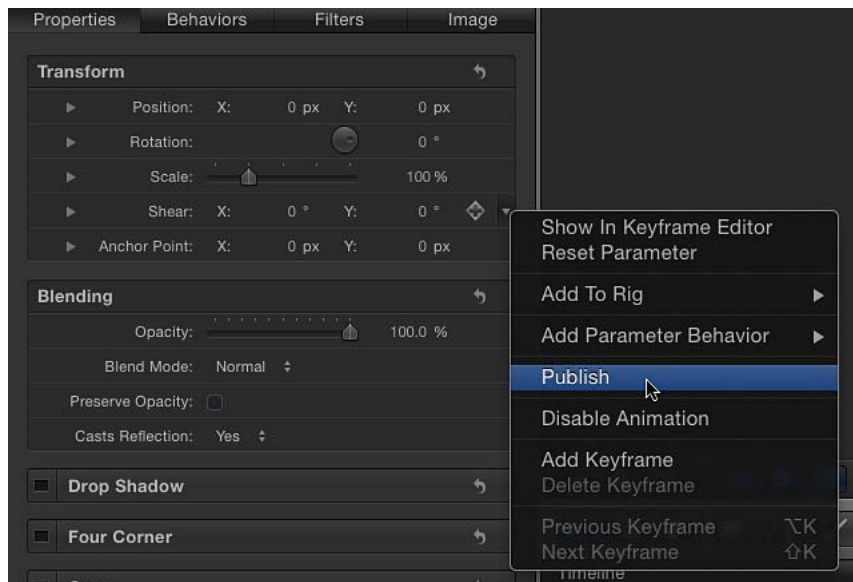 Properties Behaviors Filters Image
Transform
Position: X: 0 px Y: 0 px
Rotation: 0 °
Scale: 100 %
Shear: X: 0 ° Y: 0 °
Anchor Point: X: 0 px Y: 0 px
Blending
Opacity: 100.0 %
Blend Mode: Normal
Preserve Opacity:
Casts Reflection: Yes
Drop Shadow
Four Corner
Show In Keyframe Editor
Reset Parameter
Add To Rig
Add Parameter Behavior
Publish
Disable Animation
Add Keyframe
Delete Keyframe
Previous Keyframe ⌥K
Next Keyframe ⇧K
Timeline